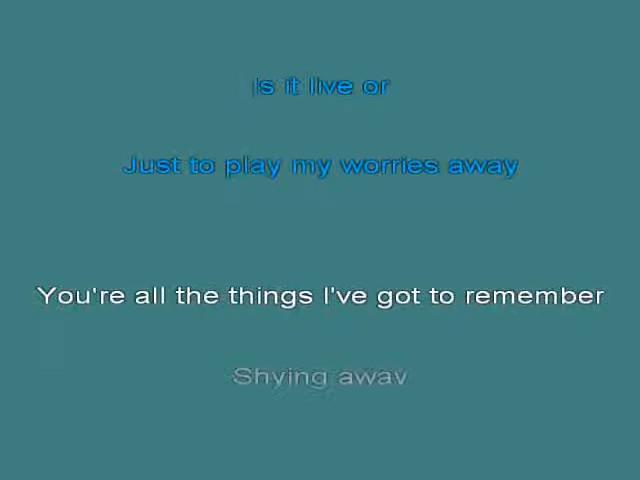 Is it live or
Just to play my worries away
You're all the things I've got to remember
Shying away